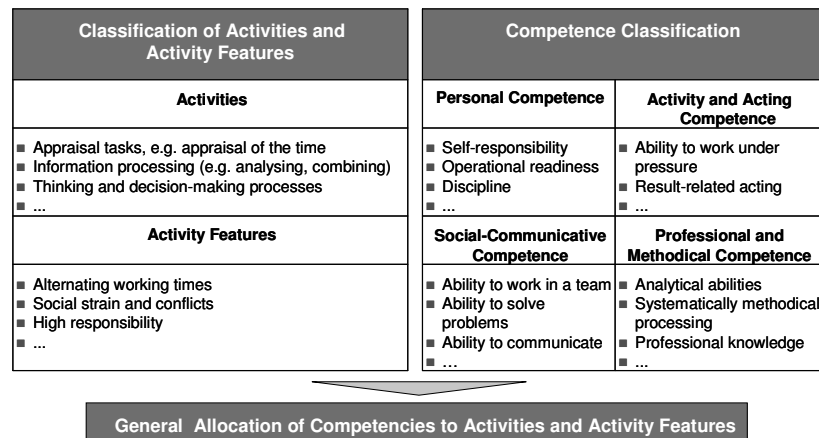 Classification of Activities and
Activity Features
Activities
■ Appraisal tasks, e.g. appraisal of the time
■ Information processing (e.g. analysing, combining)
■ Thinking and decision-making processes
■ ...
Activity Features
■ Alternating working times
■ Social strain and conflicts
■ High responsibility
■ ...
Competence Classification
Personal Competence
■ Self-responsibility
■ Operational readiness
■ Discipline
■ ...
Activity and Acting
Competence
■ Ability to work under
pressure
■ Result-related acting
■ ...
Social-Communicative
Competence
■ Ability to work in a team
■ Ability to solve
problems
■ Ability to communicate
■ ...
Professional and
Methodical Competence
■ Analytical abilities
■ Systematically methodical
processing
■ Professional knowledge
■ ...
General Allocation of Competencies to Activities and Activity Features